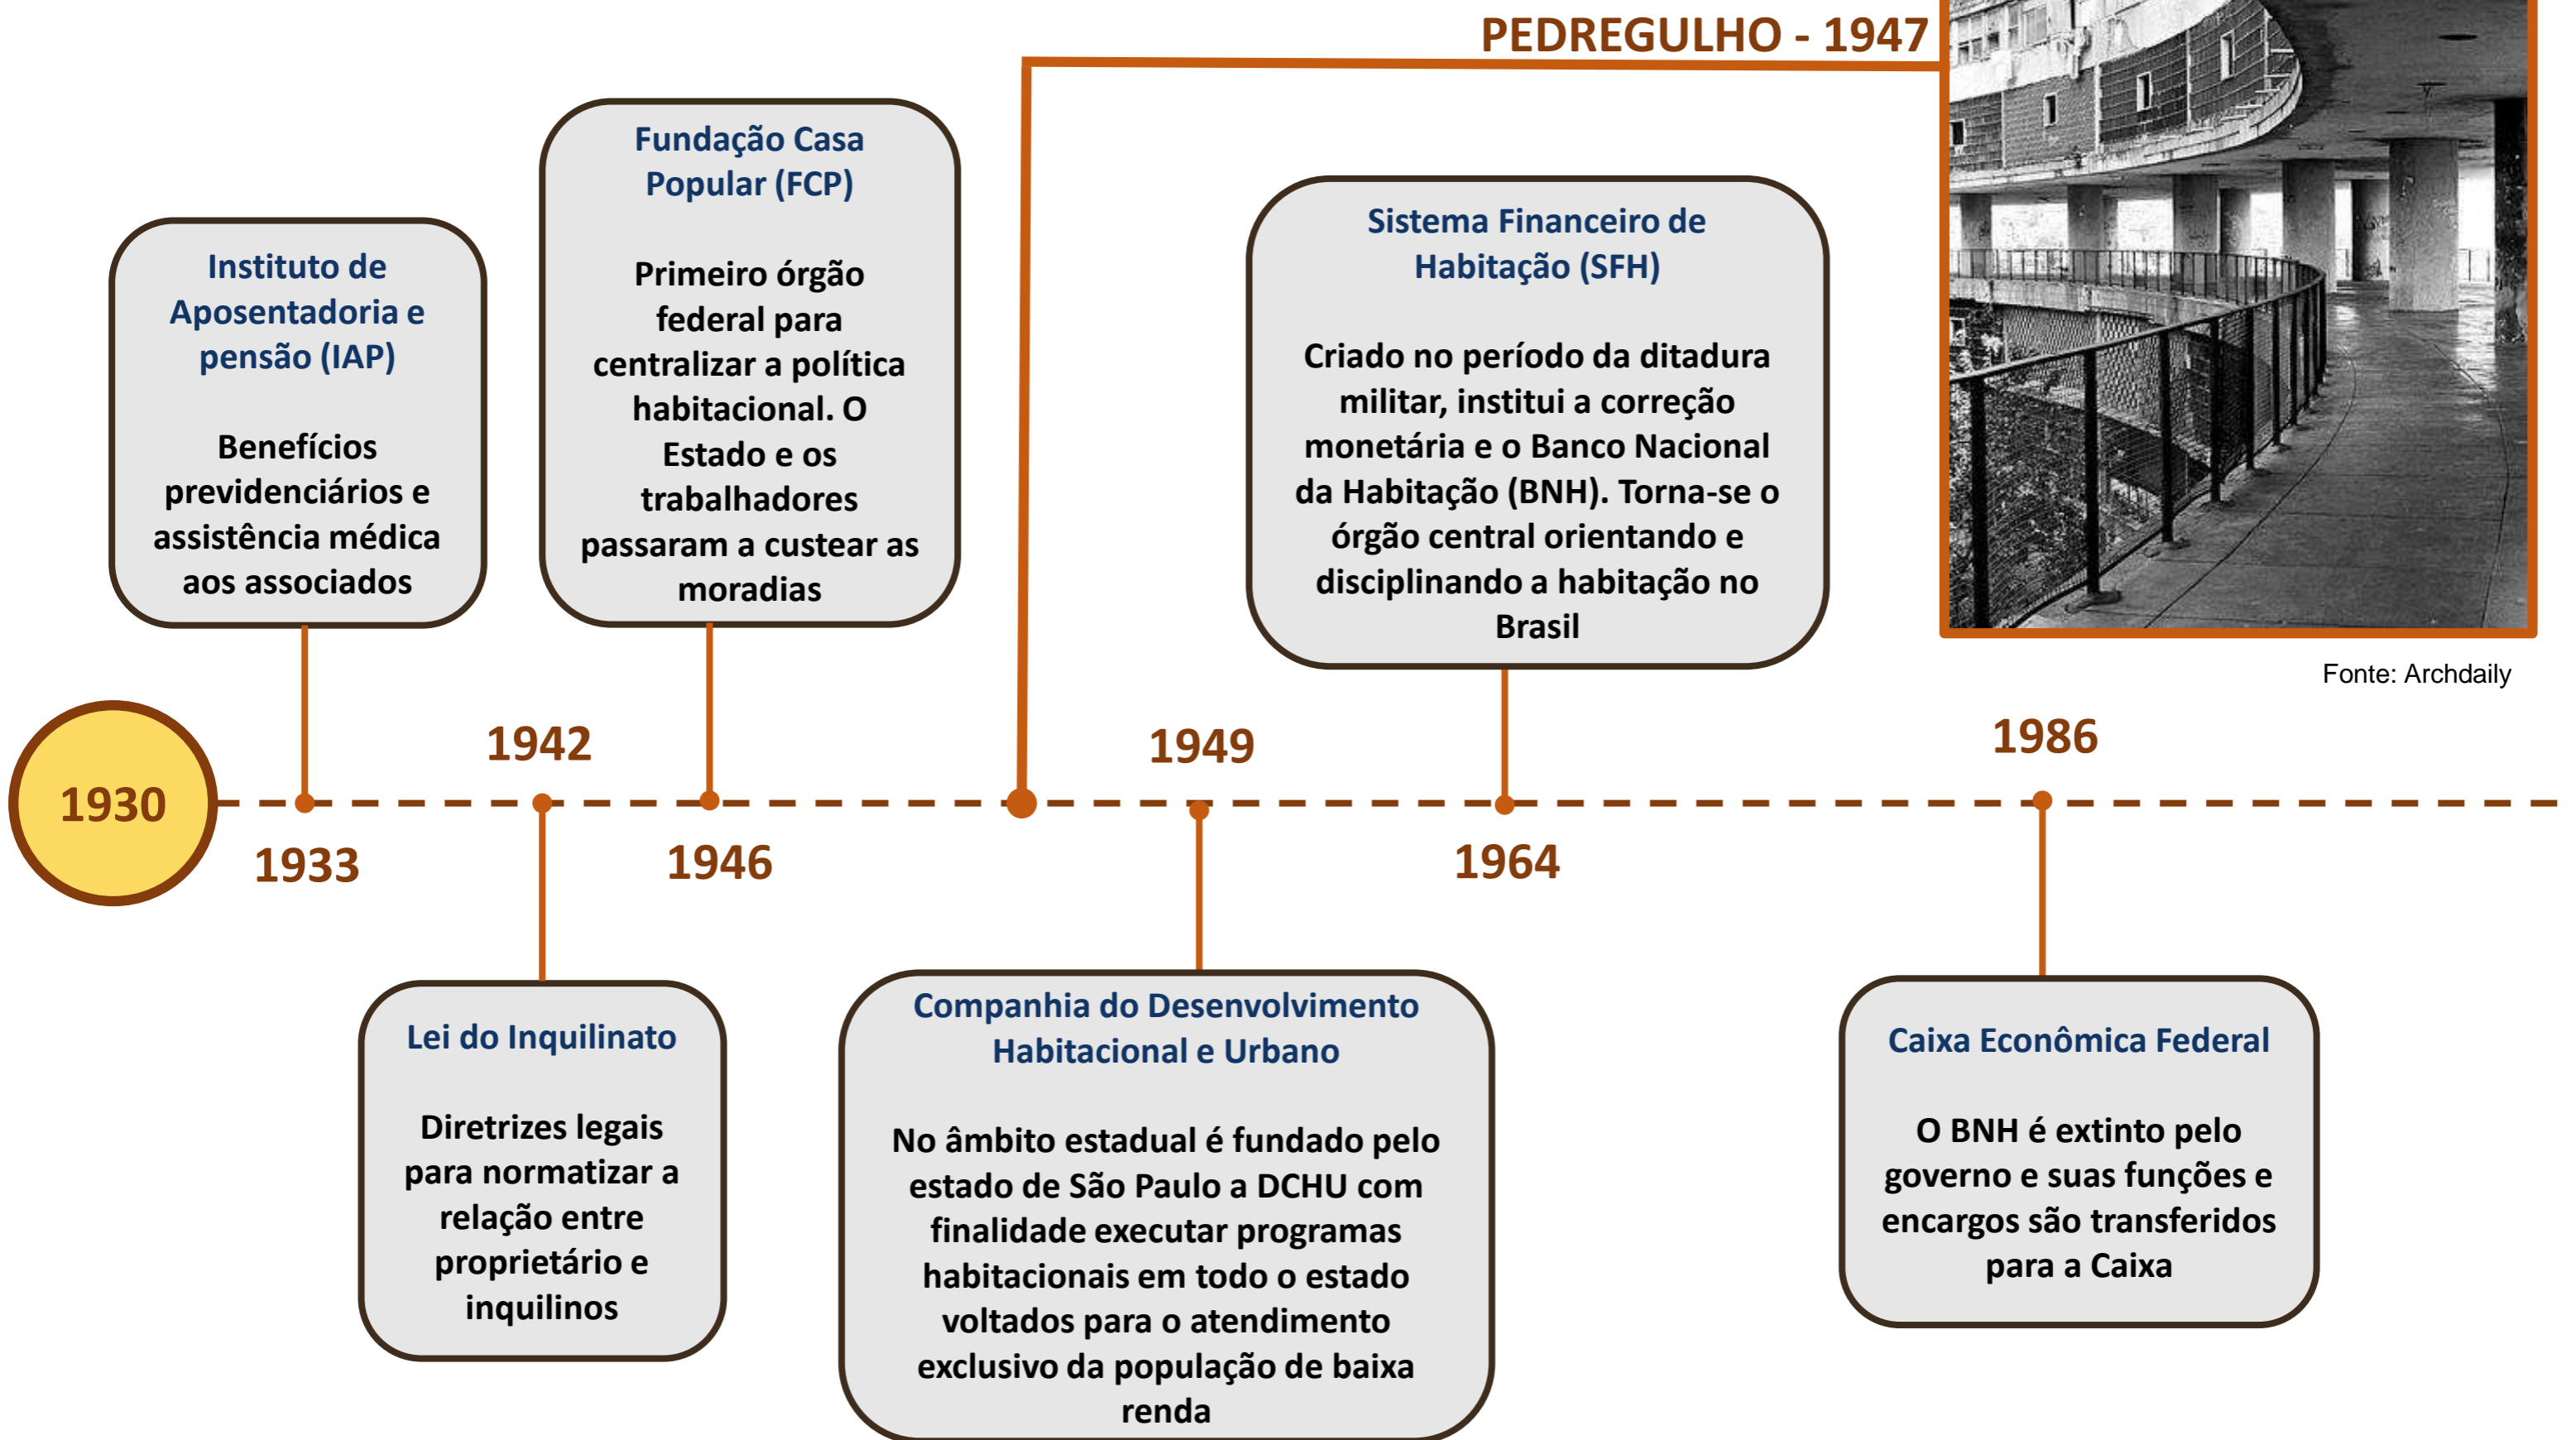 PEDREGULHO - 1947
Fundação Casa
Popular (FCP)
Primeiro órgão
federal para
centralizar a política
habitacional. O
Estado e os
trabalhadores
passaram a custear as
moradias
Instituto de
Aposentadoria e
pensão (IAP)
Benefícios
previdenciários e
assistência médica
aos associados
Sistema Financeiro de
Habitação (SFH)
Criado no período da ditadura
militar, institui a correção
monetária e o Banco Nacional
da Habitação (BNH). Torna-se o
órgão central orientando e
disciplinando a habitação no
Brasil
Fonte: Archdaily
1930
1933
1942
1946
1949
1964
1986
Lei do Inquilinato
Diretrizes legais
para normatizar a
relação entre
proprietário e
inquilinos
Companhia do Desenvolvimento
Habitacional e Urbano
No âmbito estadual é fundado pelo
estado de São Paulo a DCHU com
finalidade executar programas
habitacionais em todo o estado
voltados para o atendimento
exclusivo da população de baixa
renda
Caixa Econômica Federal
O BNH é extinto pelo
governo e suas funções e
encargos são transferidos
para a Caixa